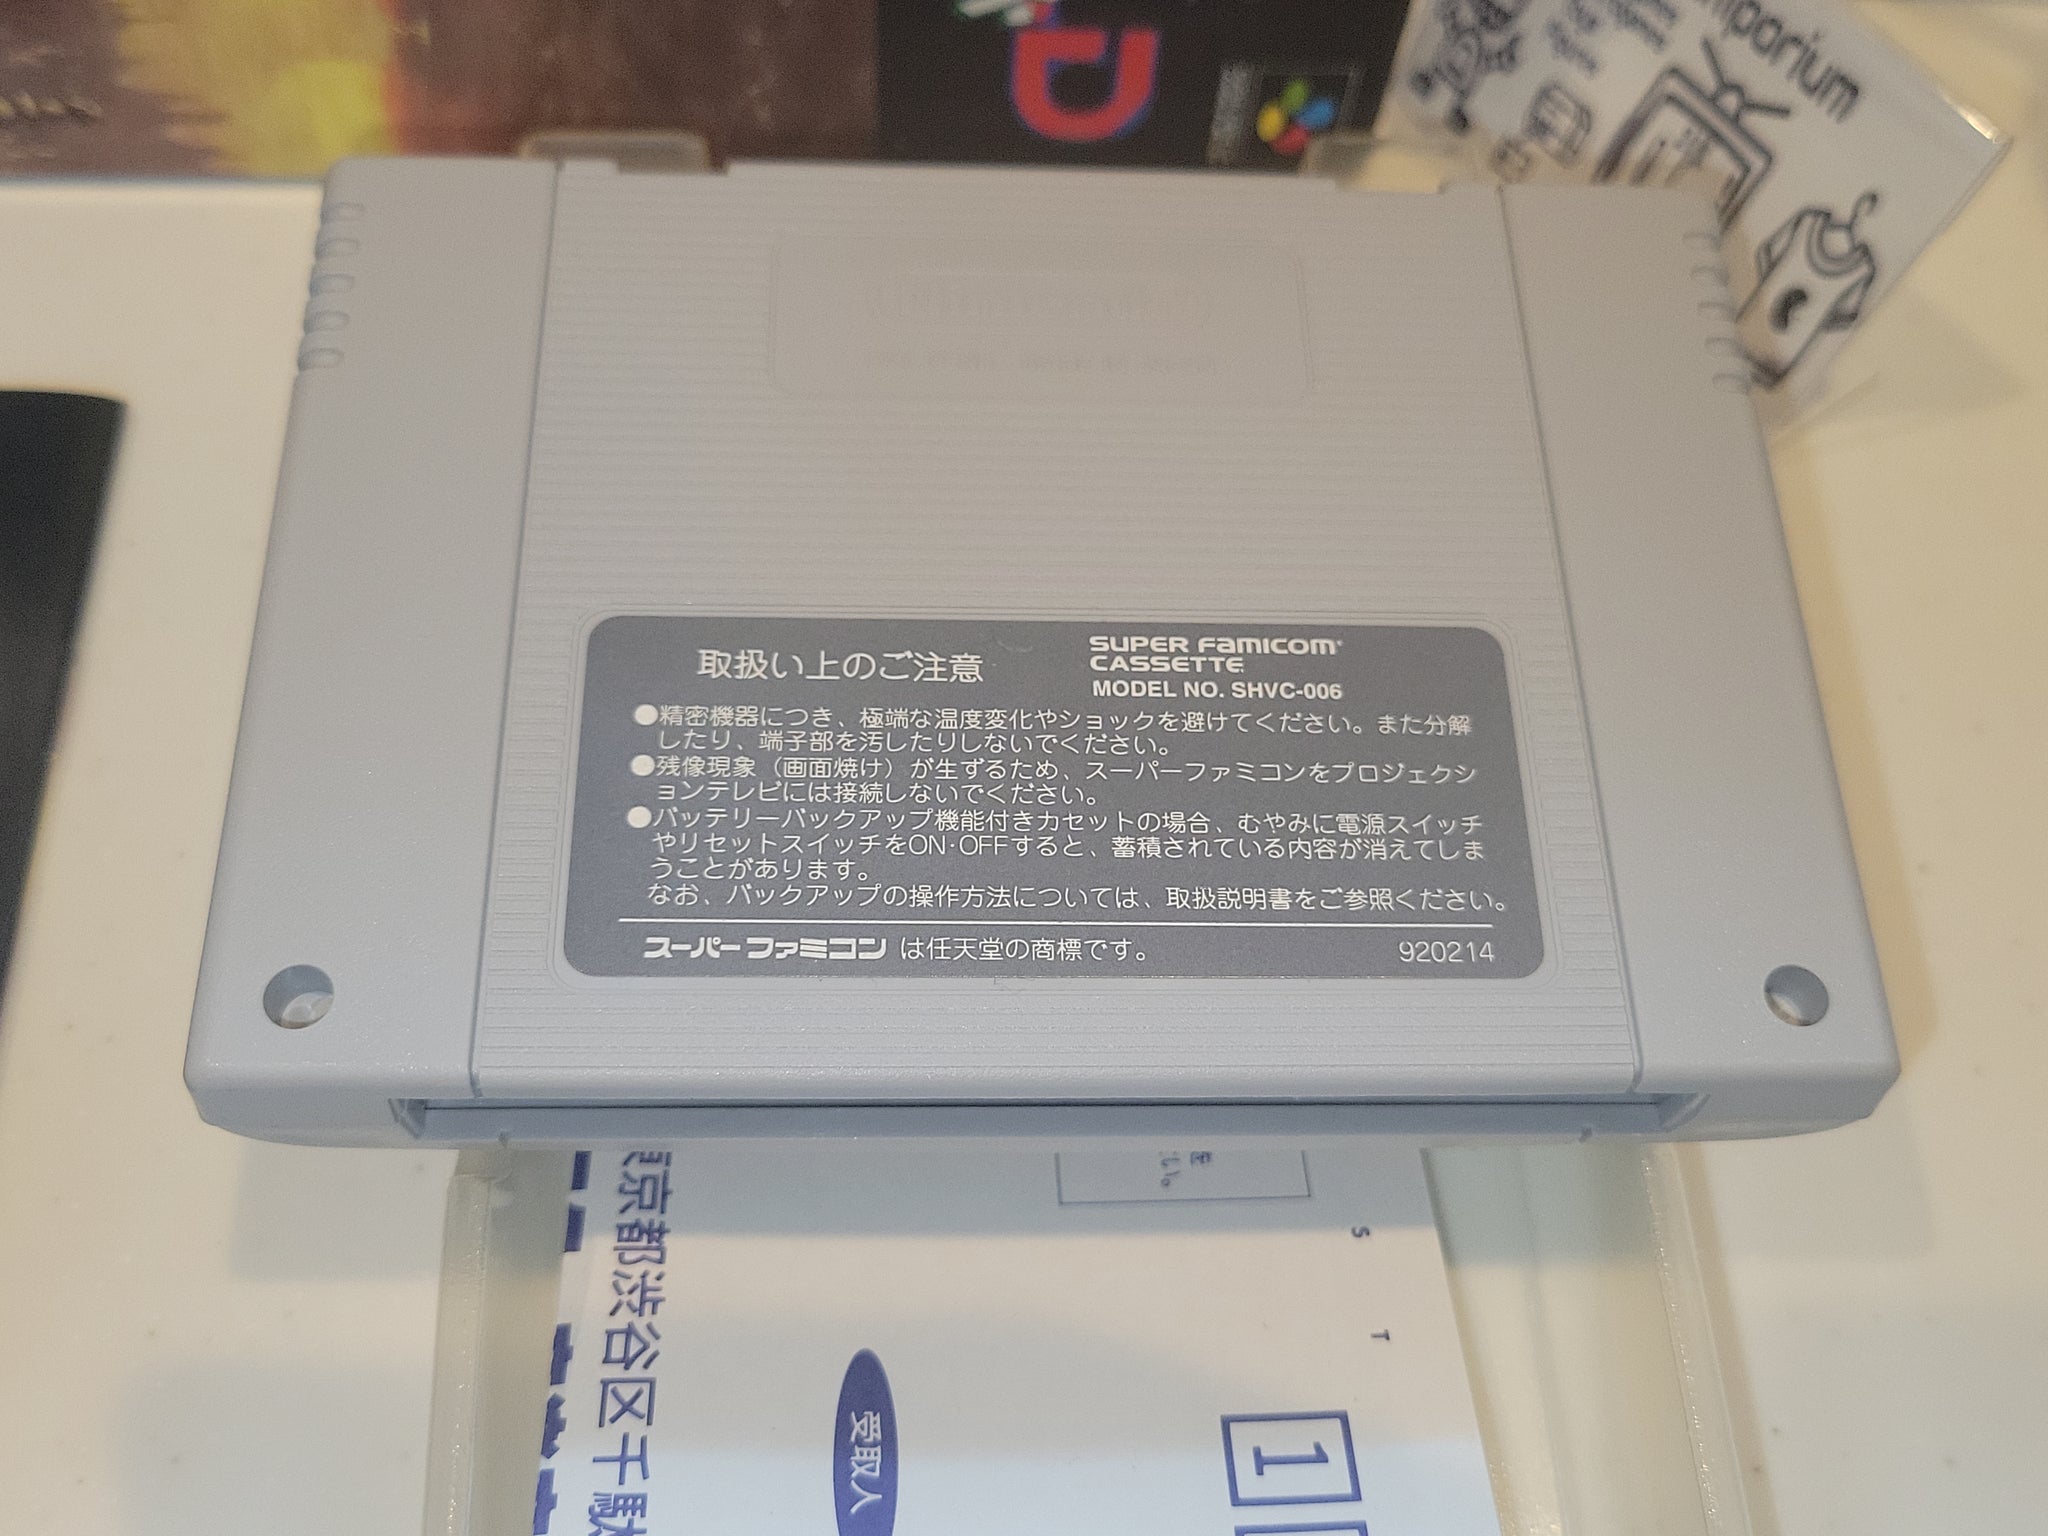 mporium
取扱い上のご注意
SUPER FAMICOM
CASSETTE
MODEL NO. SHVC-006
●精密機器につき、極端な温度変化やショックを避けてください。また分解
したり、端子部を汚したりしないでください。
●残像現象（画面焼け）が生ずるため、スーパーファミコンをプロジェクシ
ョンテレビには接続しないでください。
●バッテリーバックアップ機能付きカセットの場合、むやみに電源スイッチ
やリセットスイッチをON·OFFすると、蓄積されている内容が消えてしま
うことがあります。
なお、バックアップの操作方法については、取扱説明書をご参照ください。
スーパーファミコン は任天堂の商標です。
920214
東京都渋谷区千駄
受取人
S
T
1